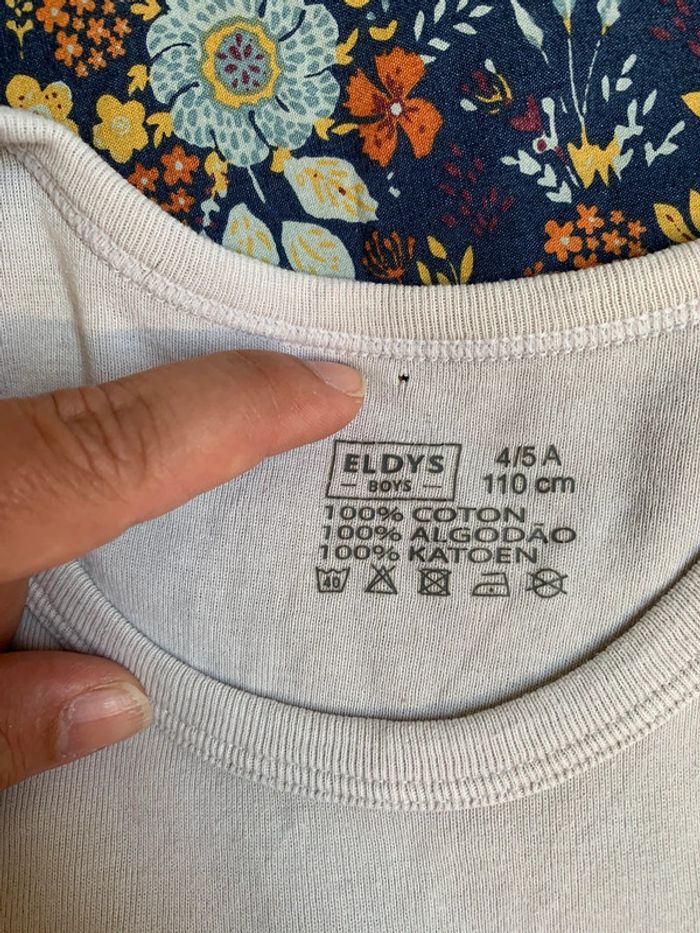 ELDYS
BOYS
4/5 A
110 cm
100% COTON
100% ALGODÃO
100% KATOEN
40